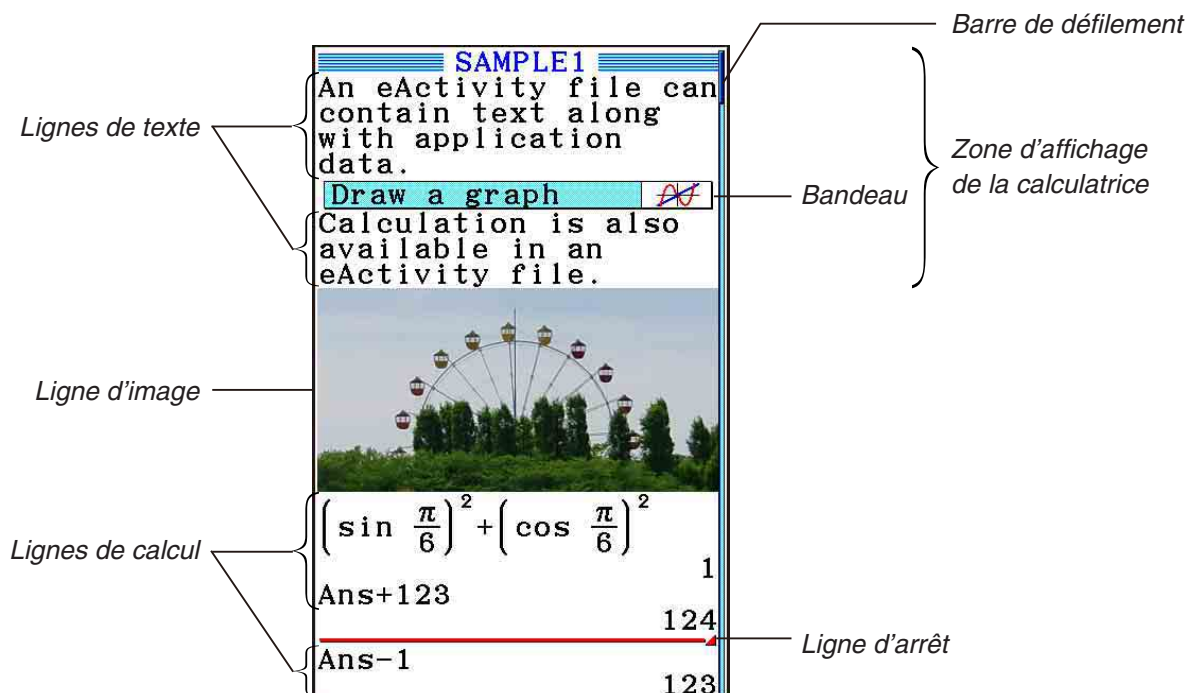 Barre de défilement
SAMPLE1
An eActivity file can
contain text along
with application
data.
Lignes de texte
Zone d'affichage
de la calculatrice
Draw a graph
Bandeau
Calculation is also
available in an
eActivity file.
Ligne d'image
(sin π/6)²+(cos π/6)²
1
Lignes de calcul
Ans+123
124
Ligne d'arrêt
Ans−1
123